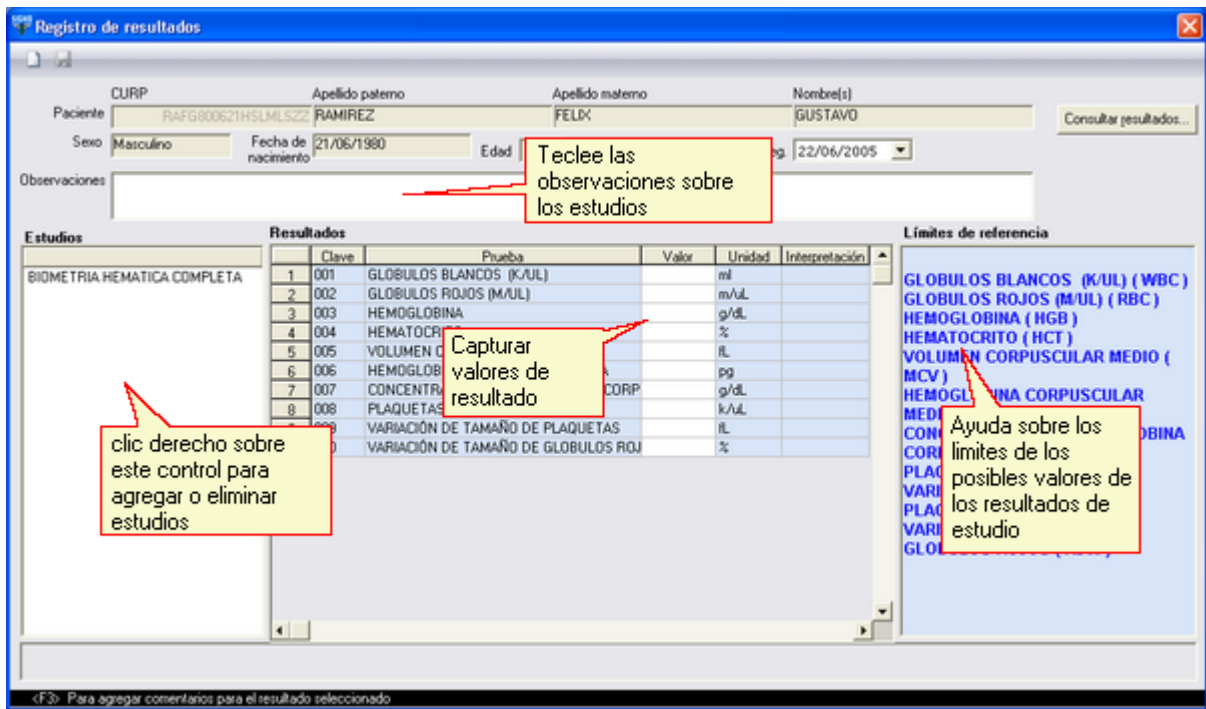 Registro de resultados
CURP Apellido paterno Apellido materno Nombre(s)
Paciente RAFG800621HSLMLSZZ RAMIREZ FELIX GUSTAVO Consultar resultados...
Sexo Masculino Fecha de nacimiento 21/06/1980 Edad 22/06/2005
Teclee las
observaciones sobre
los estudios
Observaciones
Estudios
BIOMETRIA HEMATICA COMPLETA
clic derecho sobre
este control para
agregar o eliminar
estudios
Resultados
Clave Prueba Valor Unidad Interpretación
1 001 GLOBULOS BLANCOS (K/UL) ml
2 002 GLOBULOS ROJOS (M/UL) m/uL
3 003 HEMOGLOBINA g/dL
4 004 %
5 005 VOLUMEN fL
6 006 pg
7 007 g/dL
8 008 PLAQUETAS k/uL
VARIACIÓN DE TAMAÑO DE PLAQUETAS fL
VARIACIÓN DE TAMAÑO DE GLOBULOS ROJ %
Capturar
valores de
resultado
Límites de referencia
GLOBULOS BLANCOS (K/UL) ( WBC )
GLOBULOS ROJOS (M/UL) ( RBC )
HEMOGLOBINA ( HGB )
HEMATOCRITO ( HCT )
VOLUMEN CORPUSCULAR MEDIO (
MCV )
CORPUSCULAR
Ayuda sobre los
limites de los
posibles valores de
los resultados de
estudio
<F3> Para agregar comentarios para el resultado seleccionado